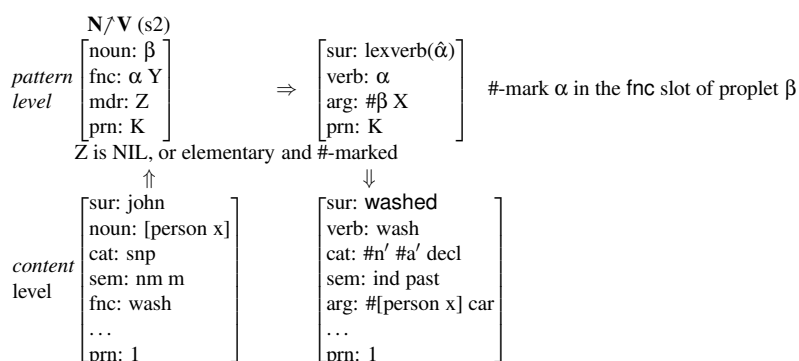 N↗V (s2)
pattern level
noun: β
fnc: α Y
mdr: Z
prn: K
⇒
sur: lexverb(α̂)
verb: α
arg: #β X
prn: K
#-mark α in the fnc slot of proplet β
Z is NIL, or elementary and #-marked
⇑ ⇓
content level
sur: john
noun: [person x]
cat: snp
sem: nm m
fnc: wash
...
prn: 1
sur: washed
verb: wash
cat: #n′ #a′ decl
sem: ind past
arg: #[person x] car
...
prn: 1